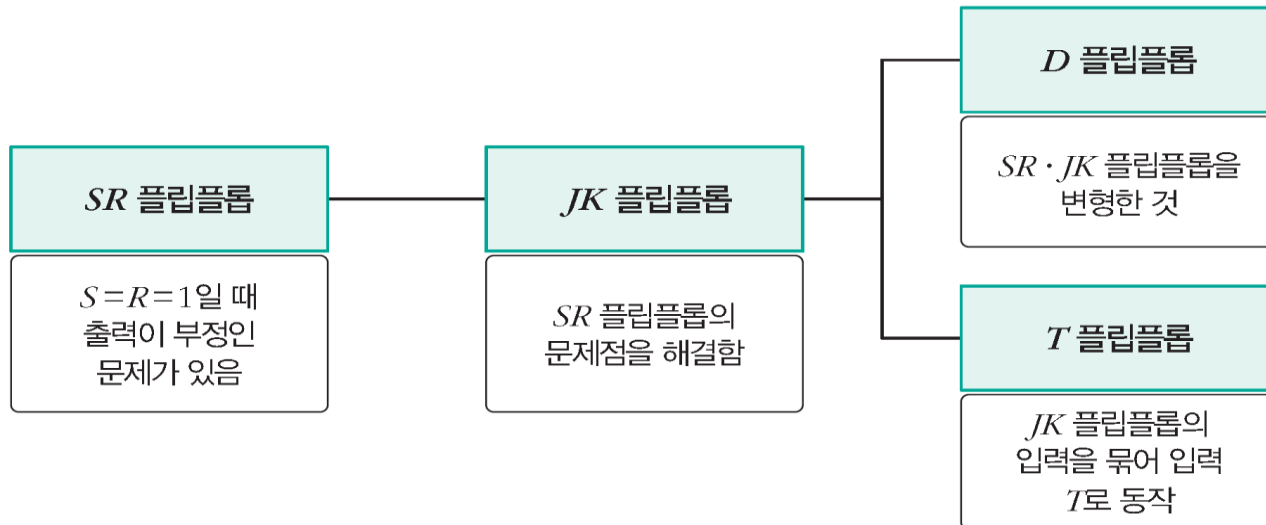 SR 플립플롭
S=R=1일 때
출력이 부정인
문제가 있음
JK 플립플롭
SR 플립플롭의
문제점을 해결함
D 플립플롭
SR · JK 플립플롭을
변형한 것
T 플립플롭
JK 플립플롭의
입력을 묶어 입력
T로 동작